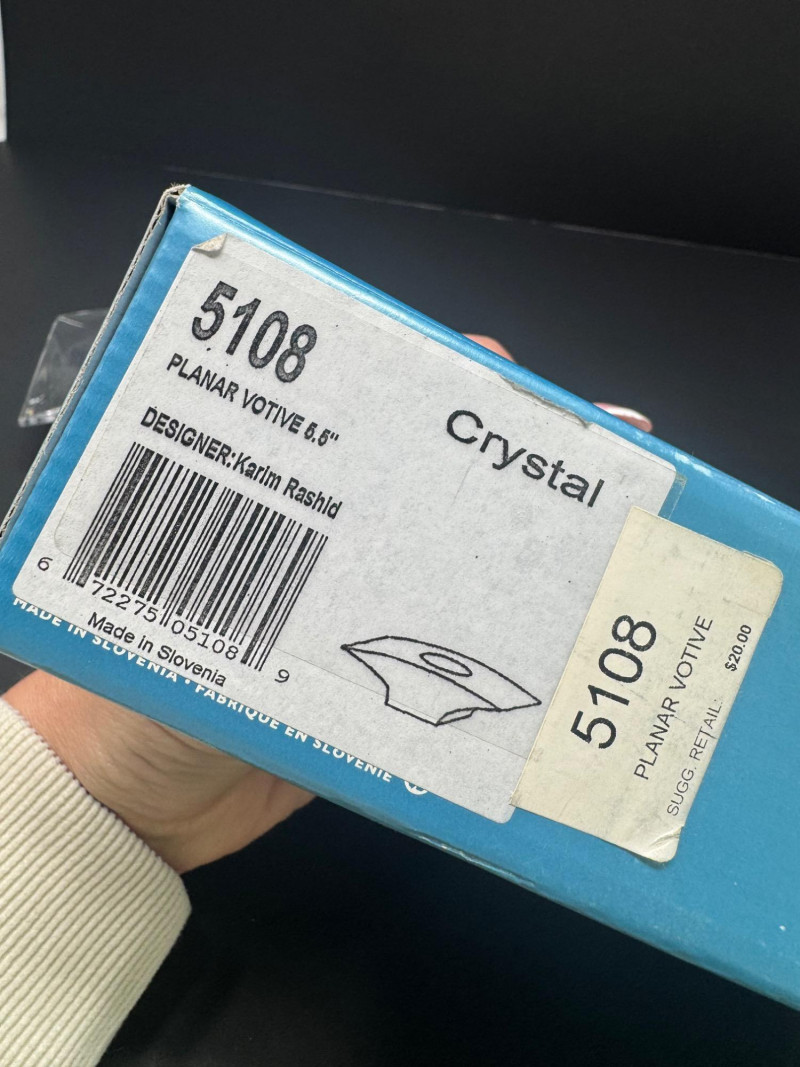 5108
PLANAR VOTIVE 5.5"
DESIGNER:Karim Rashid
Crystal
6 72275 05108 9
Made in Slovenia
MADE IN SLOVENIA • FABRIQUE EN SLOVENIE
5108
PLANAR VOTIVE
SUGG. RETAIL: $20.00